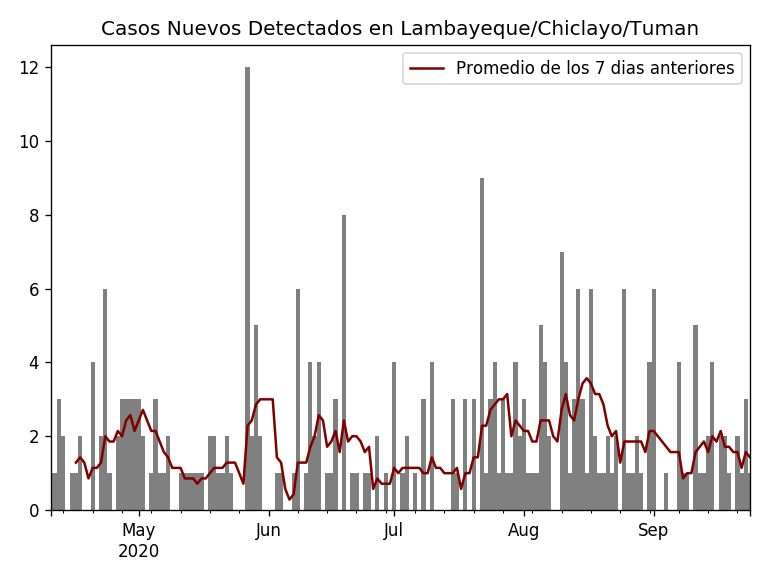 Casos Nuevos Detectados en Lambayeque/Chiclayo/Tuman
Promedio de los 7 dias anteriores
12
10
8
6
4
2
0
May
2020
Jun
Jul
Aug
Sep